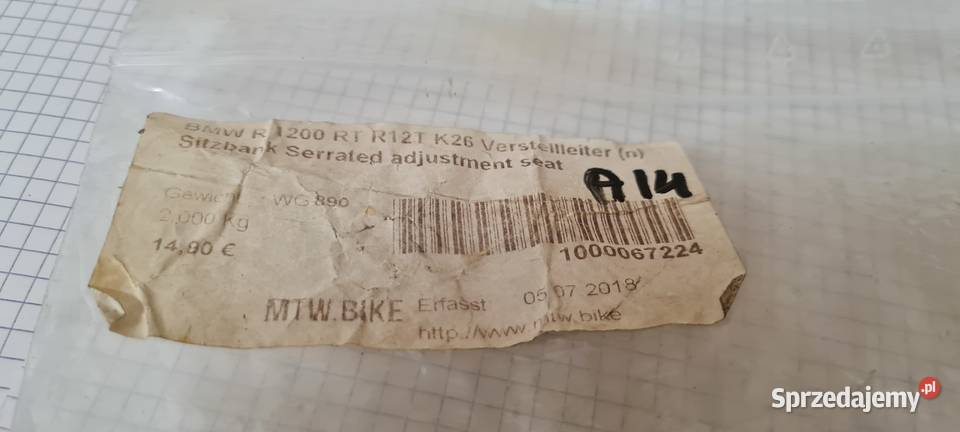 BMW R 1200 RT R12T K26 Verstellleiter (n)
Sitzbank Serrated adjustment seat
A14
Gewicht WG 890
2,000 kg
14,90 €
1000067224
MTW.BIKE Erfasst 05.07.2018
http://www.mtw.bike
Sprzedajemy.pl